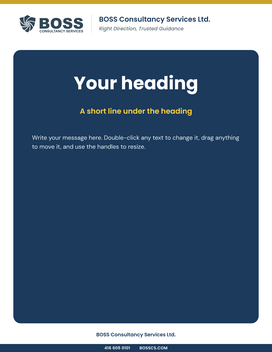 BOSS
CONSULTANCY SERVICES
BOSS Consultancy Services Ltd.
Right Direction, Trusted Guidance
Your heading
A short line under the heading
Write your message here. Double-click any text to change it, drag anything
to move it, and use the handles to resize.
BOSS Consultancy Services Ltd.
416 605 0101 BOSSCS.COM